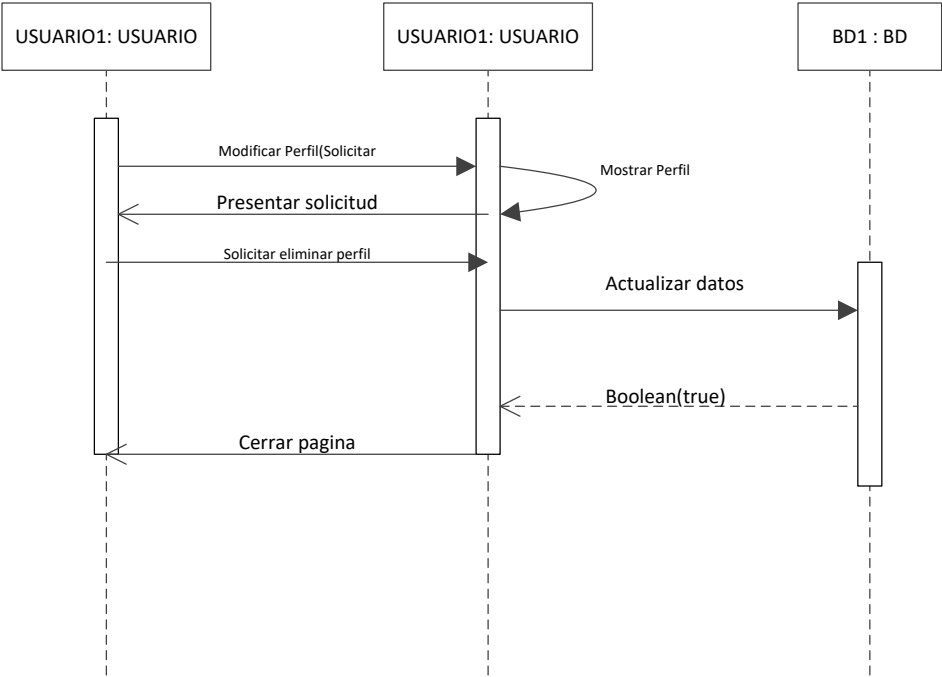 USUARIO1: USUARIO
USUARIO1: USUARIO
BD1 : BD
Modificar Perfil(Solicitar
Mostrar Perfil
Presentar solicitud
Solicitar eliminar perfil
Actualizar datos
Boolean(true)
Cerrar pagina